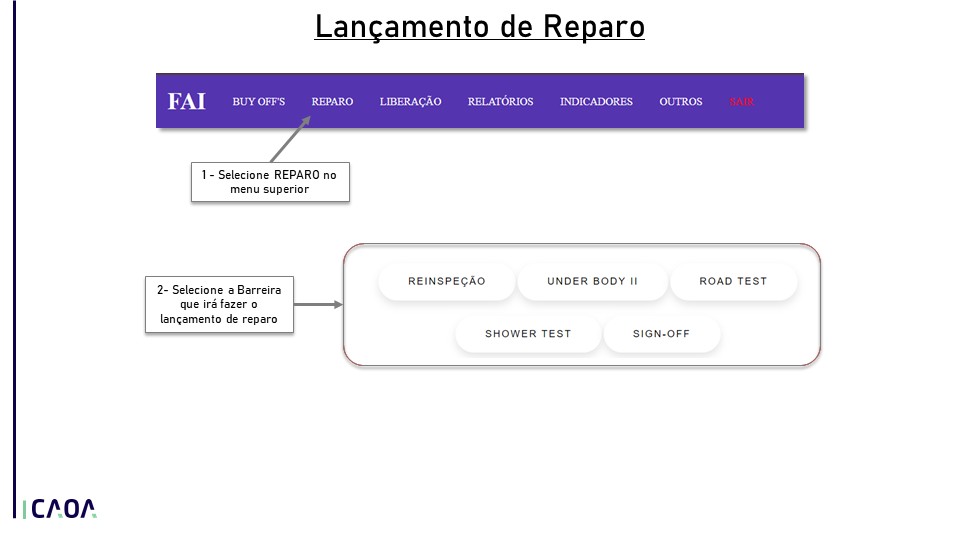 Lançamento de Reparo
FAI BUY OFF'S REPARO LIBERAÇÃO RELATÓRIOS INDICADORES OUTROS SAIR
1 - Selecione REPARO no
menu superior
2- Selecione a Barreira
que irá fazer o
lançamento de reparo
REINSPEÇÃO UNDER BODY II ROAD TEST
SHOWER TEST SIGN-OFF
CAOA